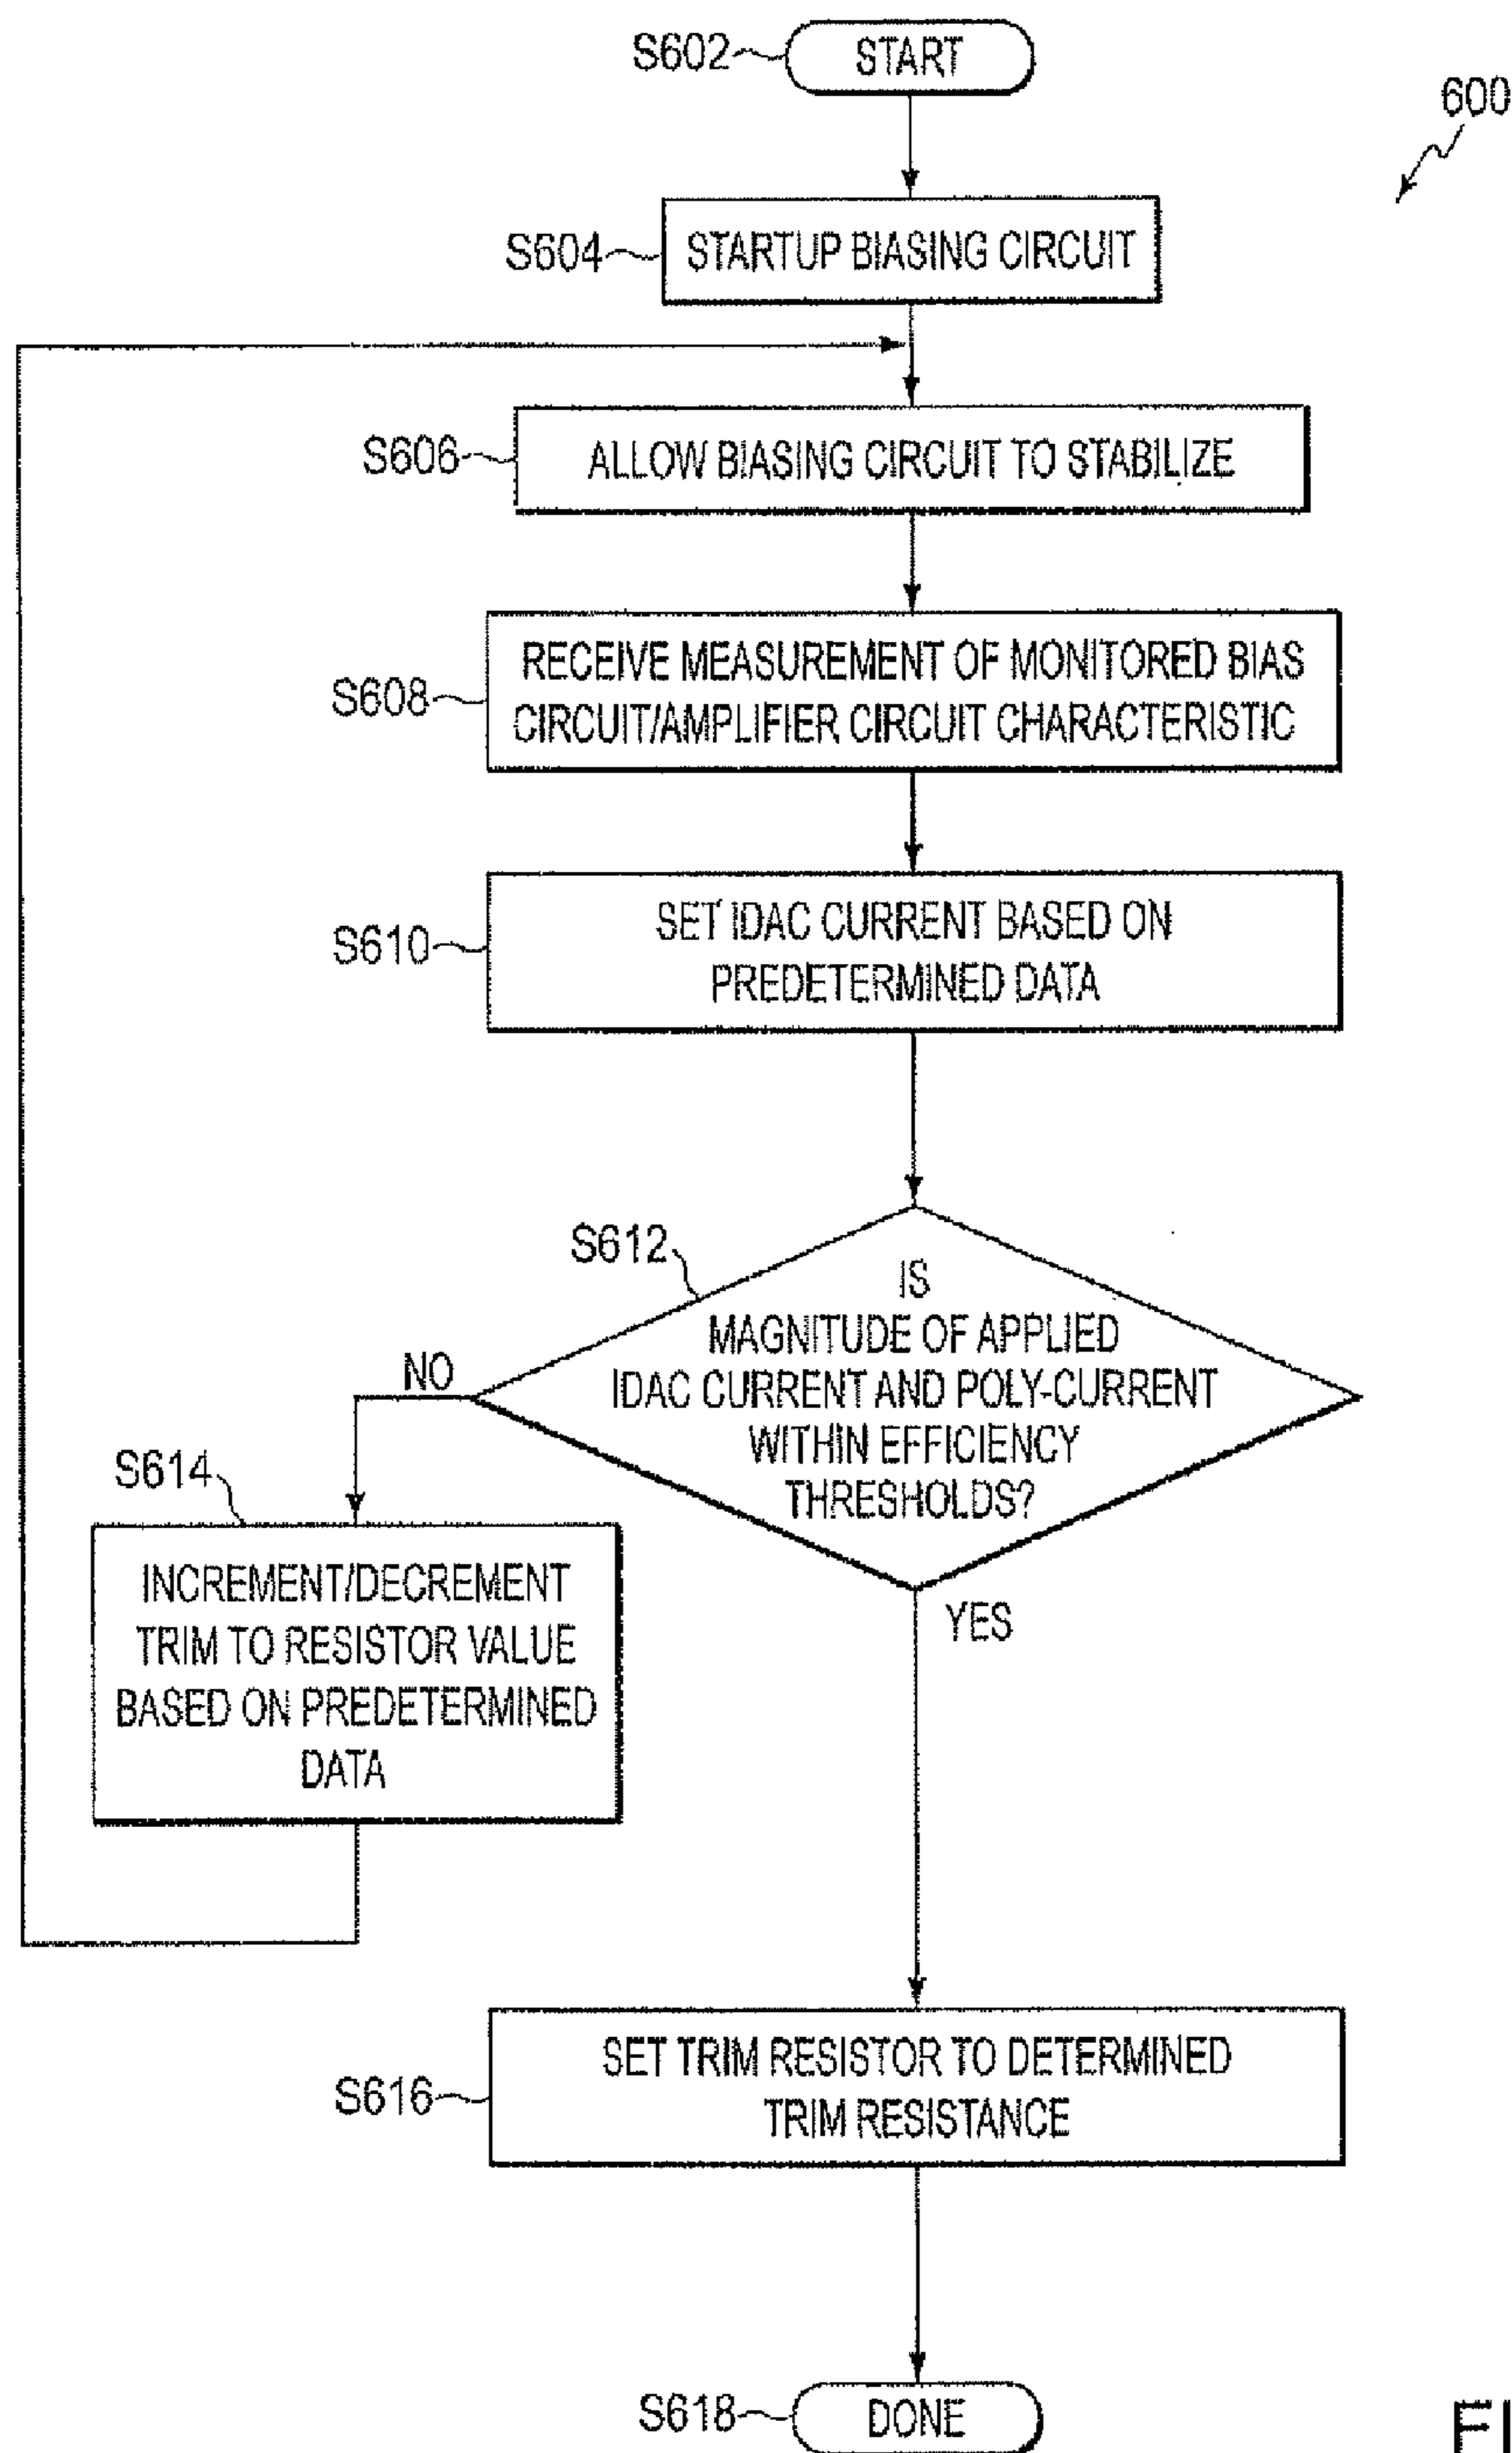 S602
START
600
S604
STARTUP BIASING CIRCUIT
S606
ALLOW BIASING CIRCUIT TO STABILIZE
S608
RECEIVE MEASUREMENT OF MONITORED BIAS
CIRCUIT/AMPLIFIER CIRCUIT CHARACTERISTIC
S610
SET IDAC CURRENT BASED ON
PREDETERMINED DATA
S612
IS
MAGNITUDE OF APPLIED
IDAC CURRENT AND POLY-CURRENT
WITHIN EFFICIENCY
THRESHOLDS?
NO
YES
S614
INCREMENT/DECREMENT
TRIM TO RESISTOR VALUE
BASED ON PREDETERMINED
DATA
S616
SET TRIM RESISTOR TO DETERMINED
TRIM RESISTANCE
S618
DONE